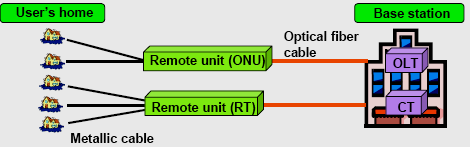 User's home
Base station
Optical fiber
cable
Remote unit (ONU)
OLT
Remote unit (RT)
CT
Metallic cable